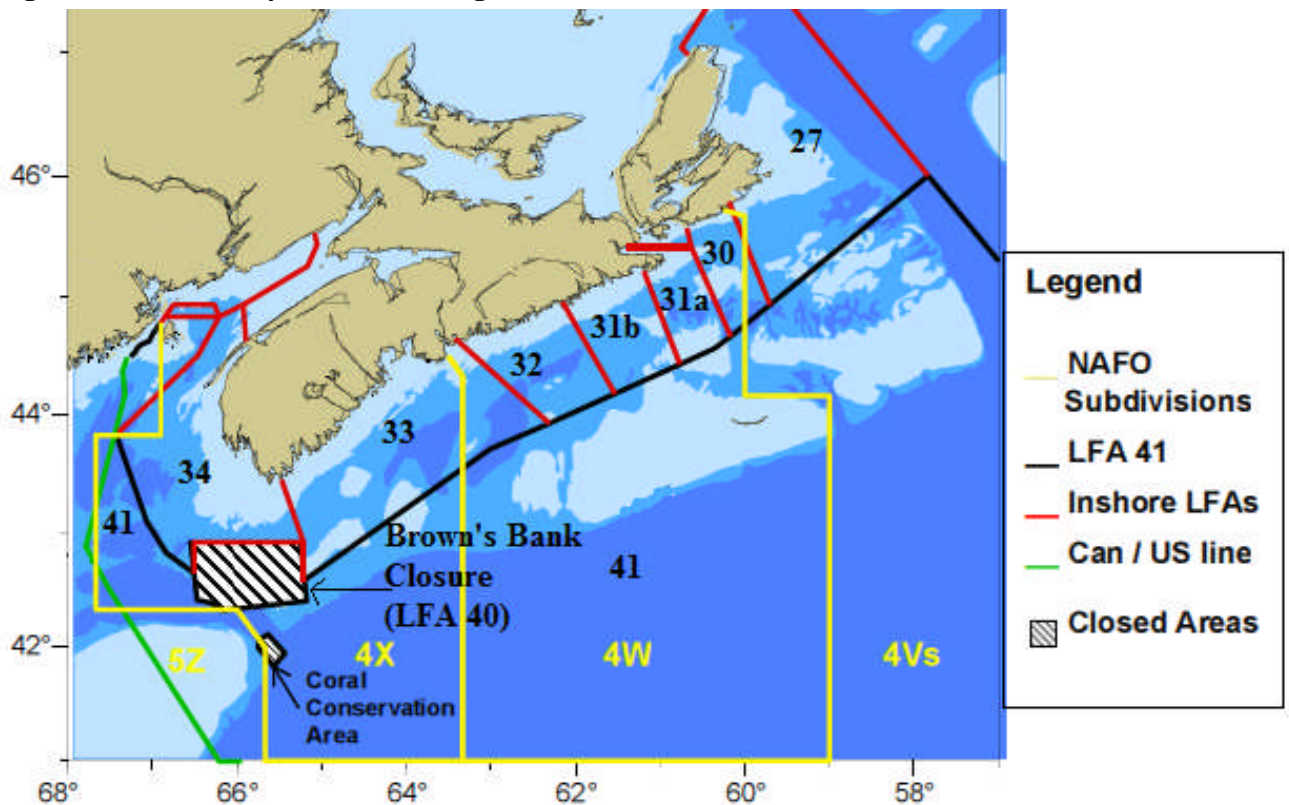 46°
44°
42°
68°
66°
64°
62°
60°
58°
27
30
31a
31b
32
33
34
41
41
Brown's Bank
Closure
(LFA 40)
5Z
4X
4W
4Vs
Coral
Conservation
Area
Legend
NAFO
Subdivisions
LFA 41
Inshore LFAs
Can / US line
Closed Areas